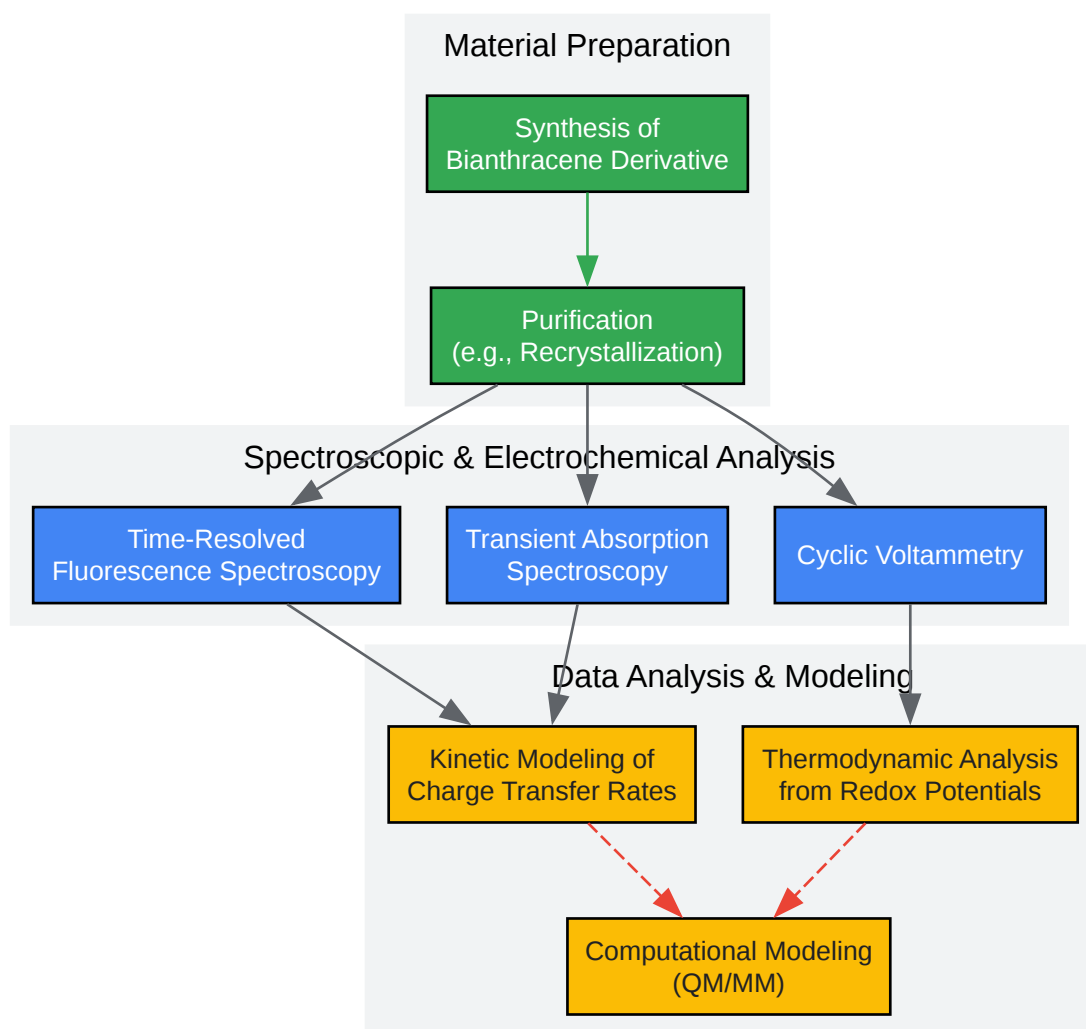 Material Preparation
Synthesis of
Bianthracene Derivative
Purification
(e.g., Recrystallization)
Spectroscopic & Electrochemical Analysis
Time-Resolved
Fluorescence Spectroscopy
Transient Absorption
Spectroscopy
Cyclic Voltammetry
Data Analysis & Modeling
Kinetic Modeling of
Charge Transfer Rates
Thermodynamic Analysis
from Redox Potentials
Computational Modeling
(QM/MM)